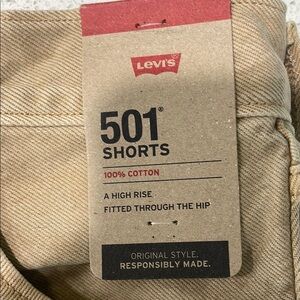 Levi's
501®
SHORTS
100% COTTON
A HIGH RISE
FITTED THROUGH THE HIP
ORIGINAL STYLE.
RESPONSIBLY MADE.